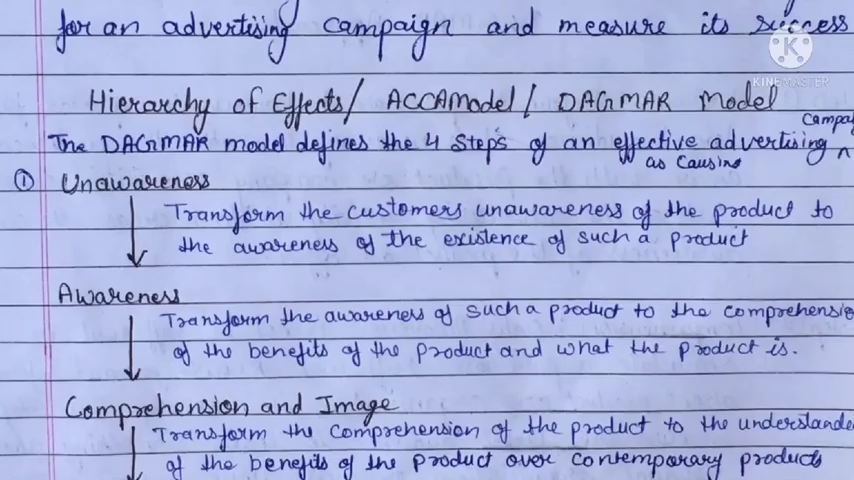 for an advertising campaign and measure its success
KINEMASTER
Hierarchy of Effects/ ACCAModel / DAGMAR Model
The DAGMAR model defines the 4 steps of an effective advertising ^
as Causing
① Unawareness
Transform the customers unawareness of the product to
the awareness of the existence of such a product
Awareness
Transform the awareness of such a product to the comprehensio
of the benefits of the product and what the product is.
Comprehension and Image
Transform the comprehension of the product to the understande
of the benefits of the product over contemporary products